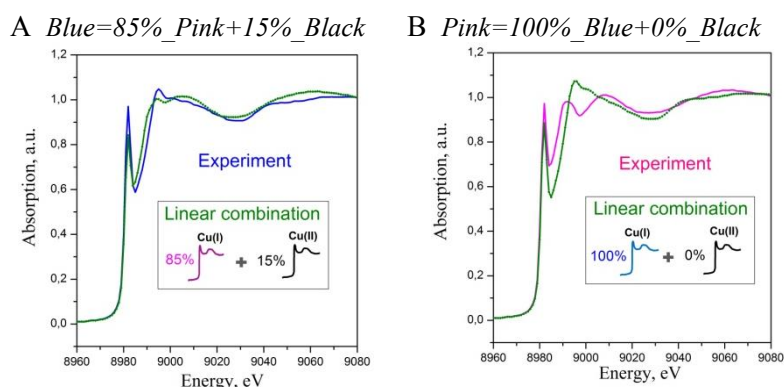 A Blue=85%_Pink+15%_Black
1,2
1,0
0,8
0,6
0,4
0,2
0,0
Absorption, a.u.
Experiment
Linear combination
Cu(I)
Cu(II)
85%
+
15%
8960 8980 9000 9020 9040 9060 9080
Energy, eV
B Pink=100%_Blue+0%_Black
1,2
1,0
0,8
0,6
0,4
0,2
0,0
Absorption, a.u.
Experiment
Linear combination
Cu(I)
Cu(II)
100%
+
0%
8960 8980 9000 9020 9040 9060 9080
Energy, eV